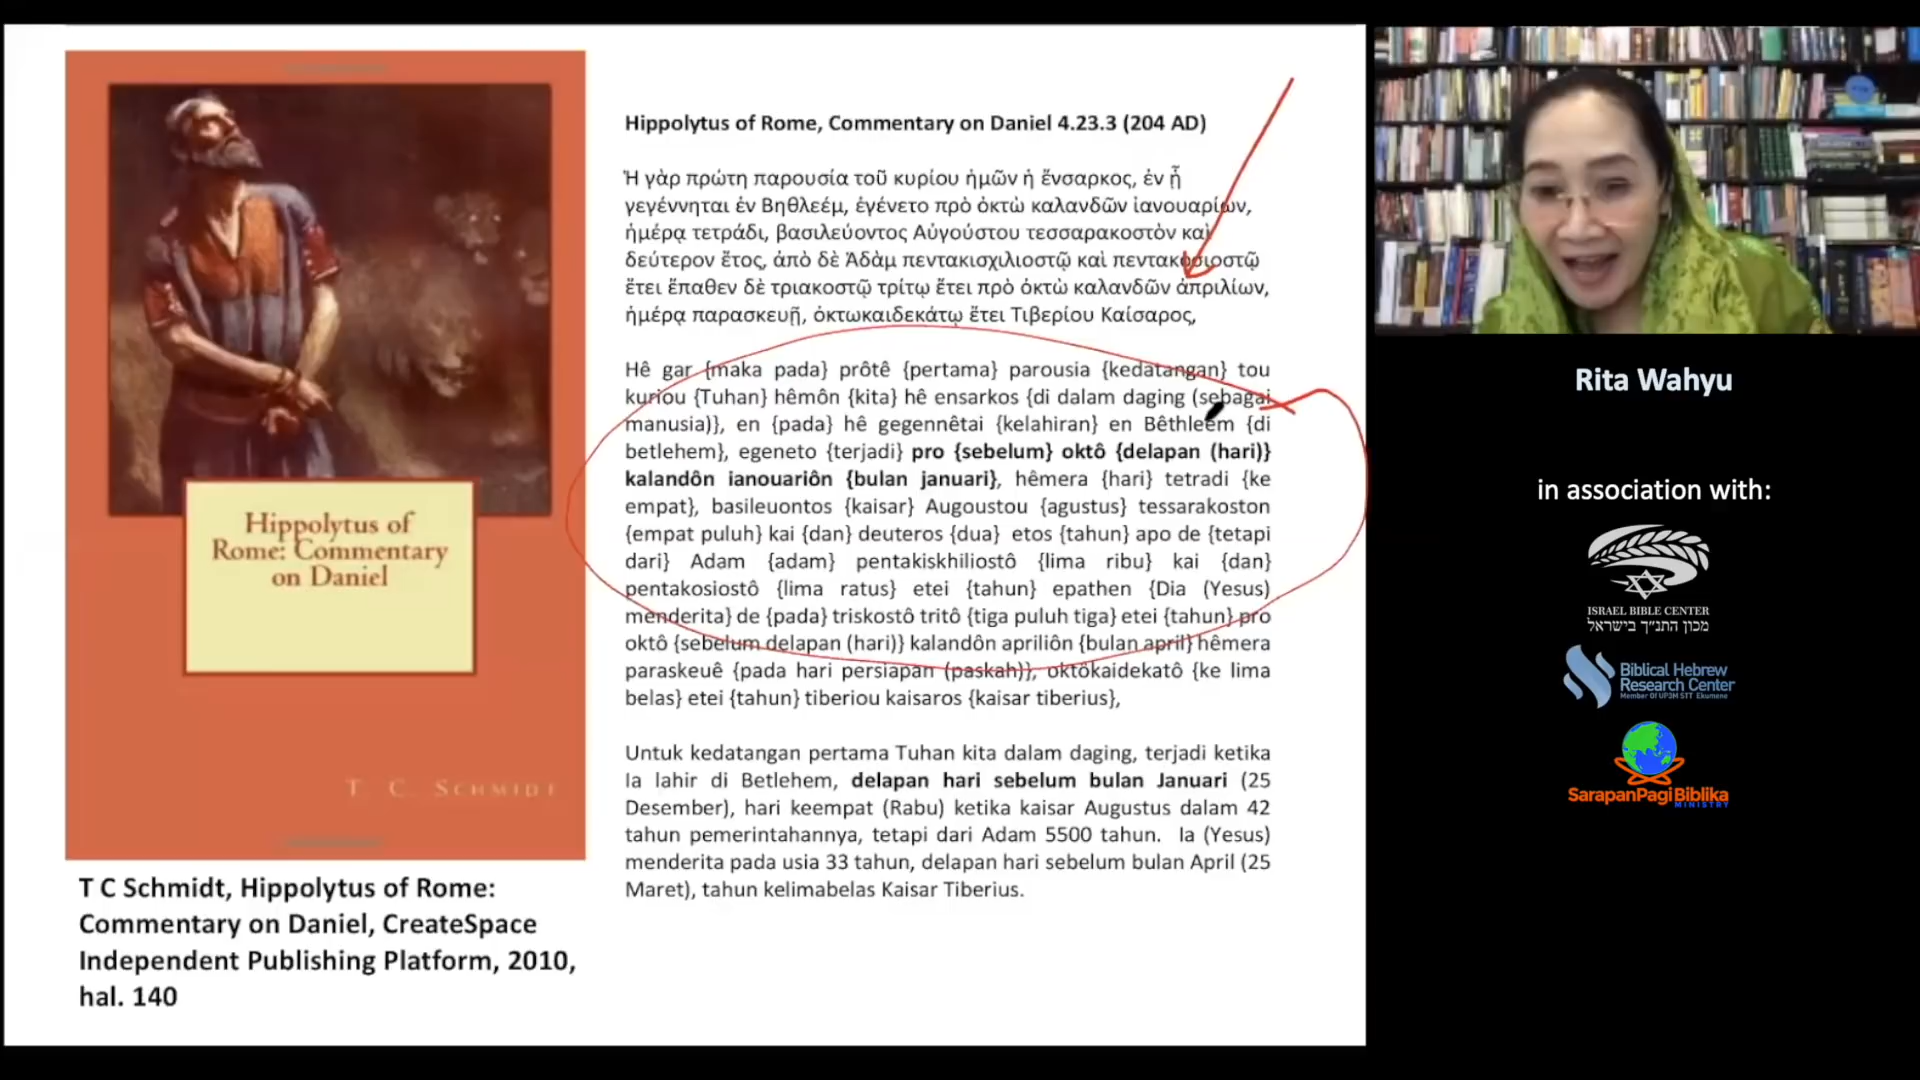 Hippolytus of
Rome: Commentary
on Daniel
T. C. SCHMIDT
T C Schmidt, Hippolytus of Rome:
Commentary on Daniel, CreateSpace
Independent Publishing Platform, 2010,
hal. 140
Hippolytus of Rome, Commentary on Daniel 4.23.3 (204 AD)
Ἡ γὰρ πρώτη παρουσία τοῦ κυρίου ἡμῶν ἡ ἔνσαρκος, ἐν ᾗ
γεγέννηται ἐν Βηθλεέμ, ἐγένετο πρὸ ὀκτὼ καλανδῶν ἰανουαρίων,
ἡμέρᾳ τετράδι, βασιλεύοντος Αὐγούστου τεσσαρακοστὸν καὶ
δεύτερον ἔτος, ἀπὸ δὲ Ἀδὰμ πεντακισχιλιοστῷ καὶ πεντακοσιοστῷ
ἔτει ἔπαθεν δὲ τριακοστῷ τρίτῳ ἔτει πρὸ ὀκτὼ καλανδῶν ἀπριλίων,
ἡμέρᾳ παρασκευῇ, ὀκτωκαιδεκάτῳ ἔτει Τιβερίου Καίσαρος,
Hê gar {maka pada} prôtê {pertama} parousia {kedatangan} tou
kuriou {Tuhan} hêmôn {kita} hê ensarkos {di dalam daging (sebagai
manusia)}, en {pada} hê gegennêtai {kelahiran} en Bêthleem {di
betlehem}, egeneto {terjadi} pro {sebelum} oktô {delapan (hari)}
kalandôn ianouariôn {bulan januari}, hêmera {hari} tetradi {ke
empat}, basileuontos {kaisar} Augoustou {agustus} tessarakoston
{empat puluh} kai {dan} deuteros {dua} etos {tahun} apo de {tetapi
dari} Adam {adam} pentakiskhiliostô {lima ribu} kai {dan}
pentakosiostô {lima ratus} etei {tahun} epathen {Dia (Yesus)
menderita} de {pada} triskostô tritô {tiga puluh tiga} etei {tahun} pro
oktô {sebelum delapan (hari)} kalandôn apriliôn {bulan april} hêmera
paraskeuê {pada hari persiapan (paskah)}, oktôkaidekatô {ke lima
belas} etei {tahun} tiberiou kaisaros {kaisar tiberius},
Untuk kedatangan pertama Tuhan kita dalam daging, terjadi ketika
Ia lahir di Betlehem, delapan hari sebelum bulan Januari (25
Desember), hari keempat (Rabu) ketika kaisar Augustus dalam 42
tahun pemerintahannya, tetapi dari Adam 5500 tahun. Ia (Yesus)
menderita pada usia 33 tahun, delapan hari sebelum bulan April (25
Maret), tahun kelimabelas Kaisar Tiberius.
Rita Wahyu
in association with:
ISRAEL BIBLE CENTER
מכון התנ״ך בישראל
Biblical Hebrew
Research Center
Member Of UP3M STT Ekumene
SarapanPagiBiblika
MINISTRY